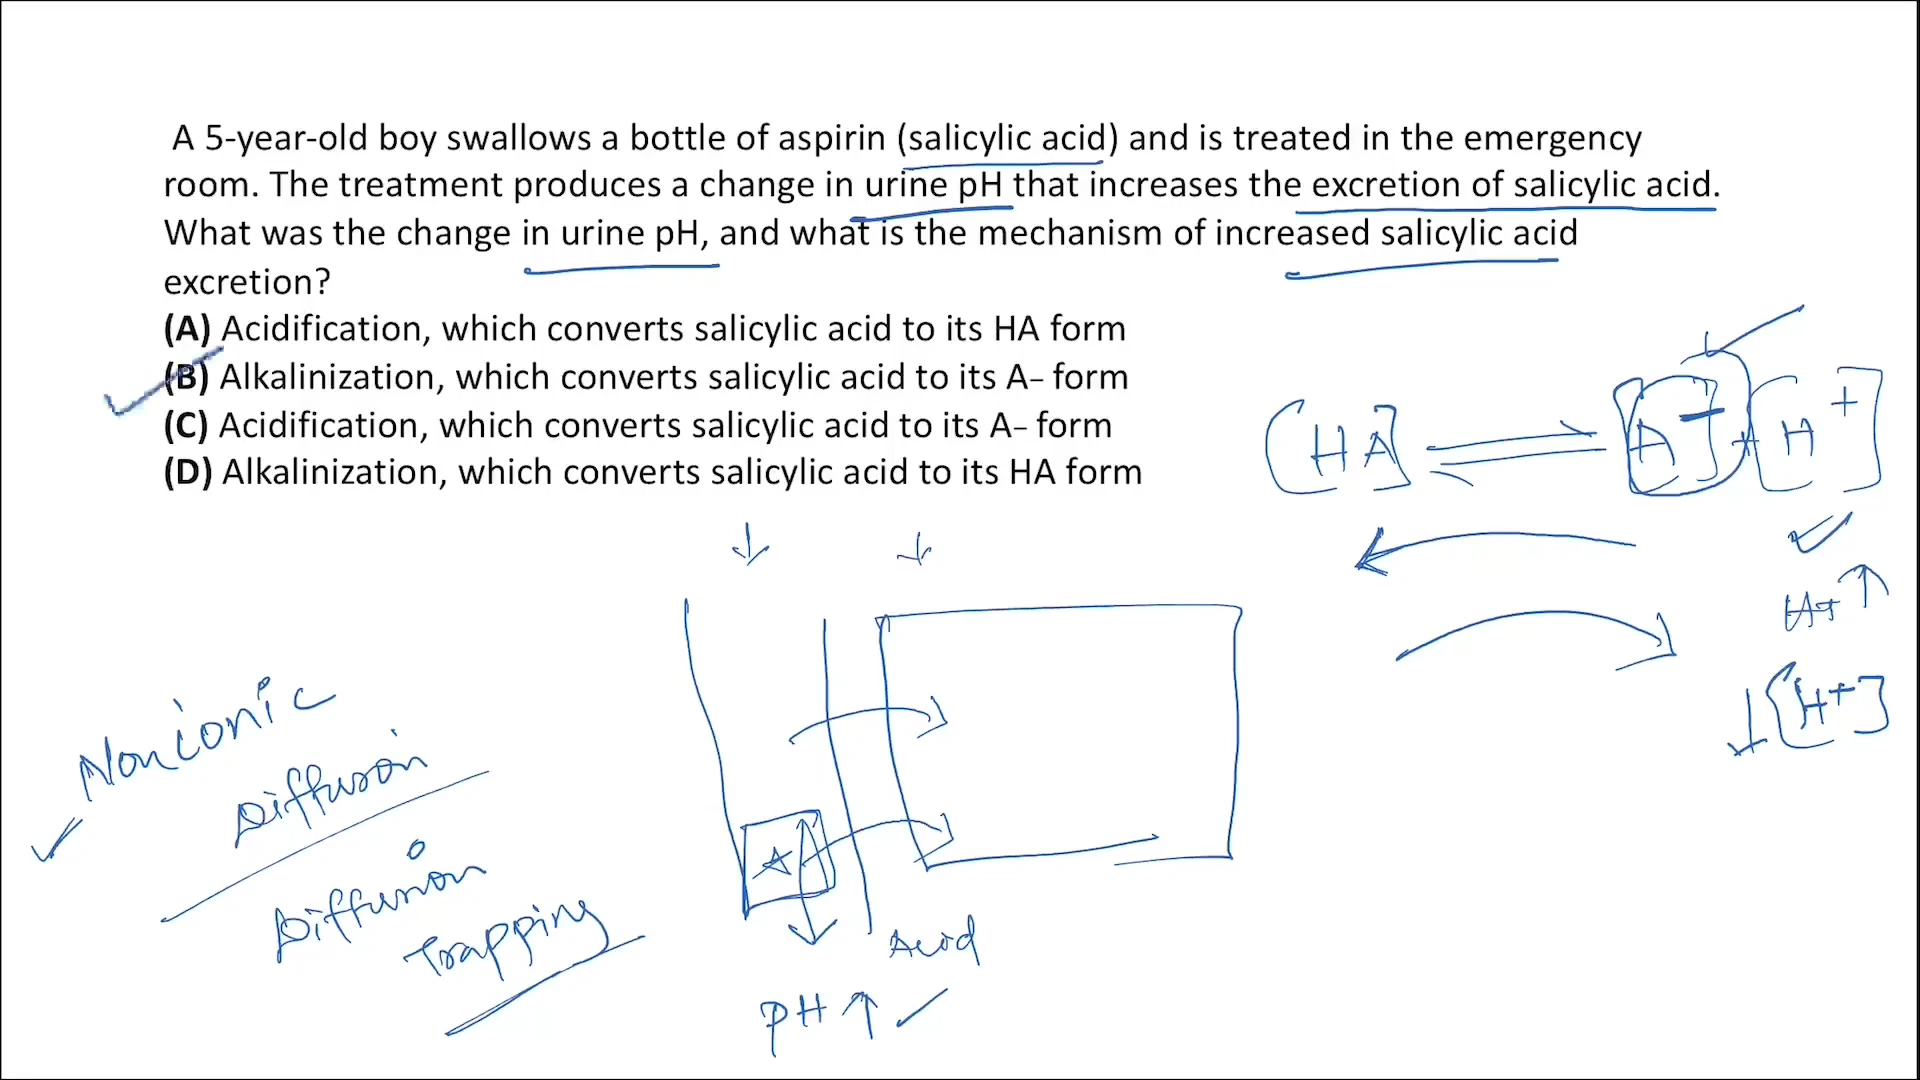 A 5-year-old boy swallows a bottle of aspirin (salicylic acid) and is treated in the emergency
room. The treatment produces a change in urine pH that increases the excretion of salicylic acid.
What was the change in urine pH, and what is the mechanism of increased salicylic acid
excretion?
(A) Acidification, which converts salicylic acid to its HA form
(B) Alkalinization, which converts salicylic acid to its A– form
(C) Acidification, which converts salicylic acid to its A– form
(D) Alkalinization, which converts salicylic acid to its HA form
[HA] ⇌ [A⁻] + [H⁺]
H+ ↑
↓ [H+]
Nonionic
Diffusion
Diffusion
Trapping
A
Acid
PH ↑